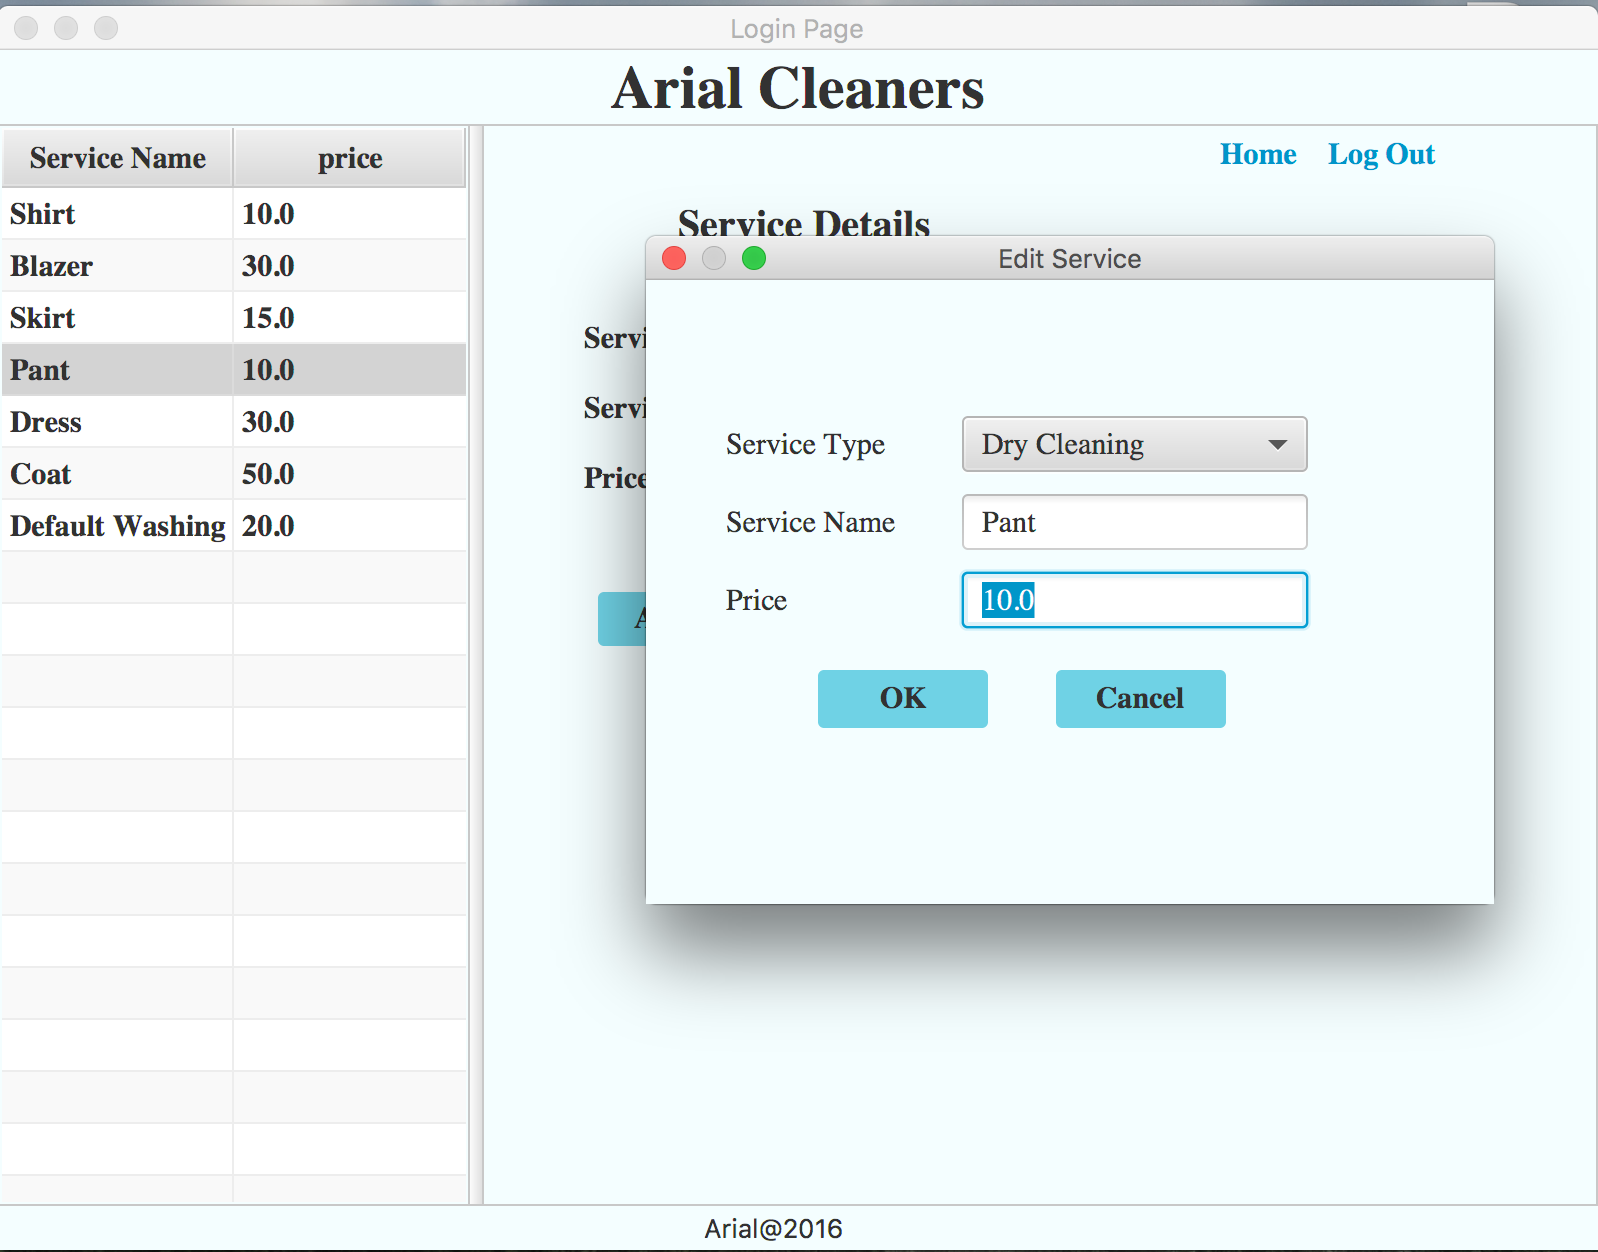 Login Page
Arial Cleaners
Service Name price
Shirt 10.0
Blazer 30.0
Skirt 15.0
Pant 10.0
Dress 30.0
Coat 50.0
Default Washing 20.0
Home Log Out
Service Details
Price
Edit Service
Service Type Dry Cleaning
Service Name Pant
Price 10.0
OK Cancel
Arial@2016